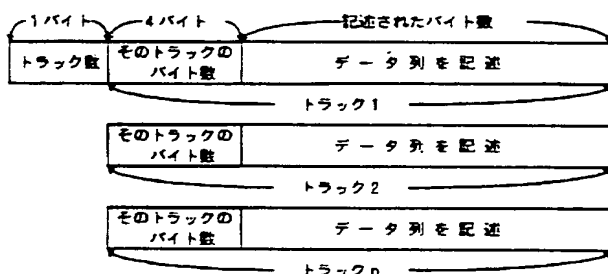 1バイト 4バイト 記述されたバイト数
トラック数 そのトラックのバイト数 データ列を記述
トラック1
そのトラックのバイト数 データ列を記述
トラック2
そのトラックのバイト数 データ列を記述
トラックn